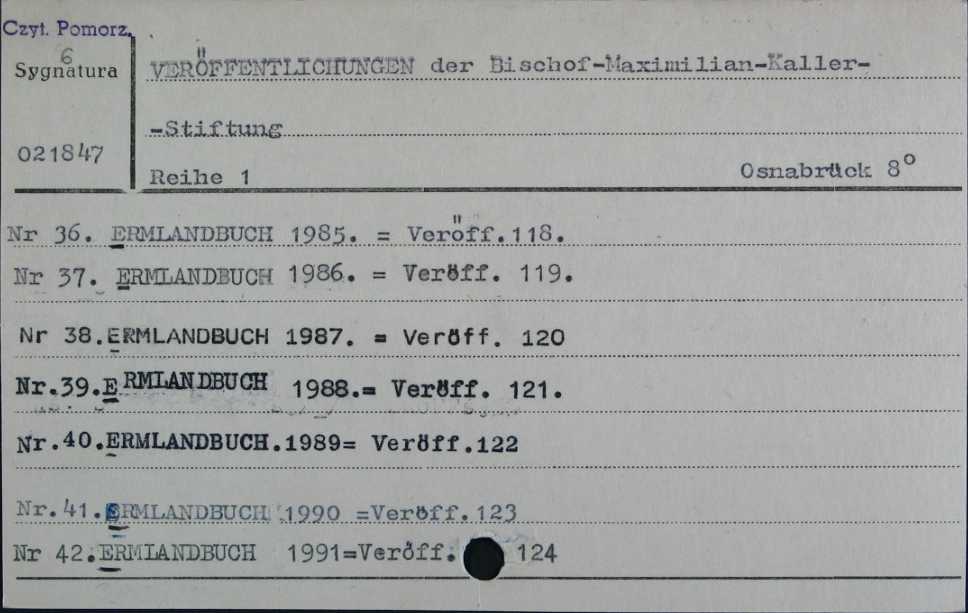 Czyt. Pomorz.
6
Sygnatura
021847
VERÖFFENTLICHUNGEN der Bischof-Maximilian-Kaller-
-Stiftung
Reihe 1 Osnabrück 8°
Nr 36. ERMLANDBUCH 1985. = Veröff.118.
Nr 37. ERMLANDBUCH 1986. = Veröff. 119.
Nr 38.ERMLANDBUCH 1987. = Veröff. 120
Nr.39.ERMLANDBUCH 1988.= Veröff. 121.
Nr.40.ERMLANDBUCH.1989= Veröff.122
Nr.41.ERMLANDBUCH 1990 =Veröff.123
Nr 42.ERMLANDBUCH 1991=Veröff. 124